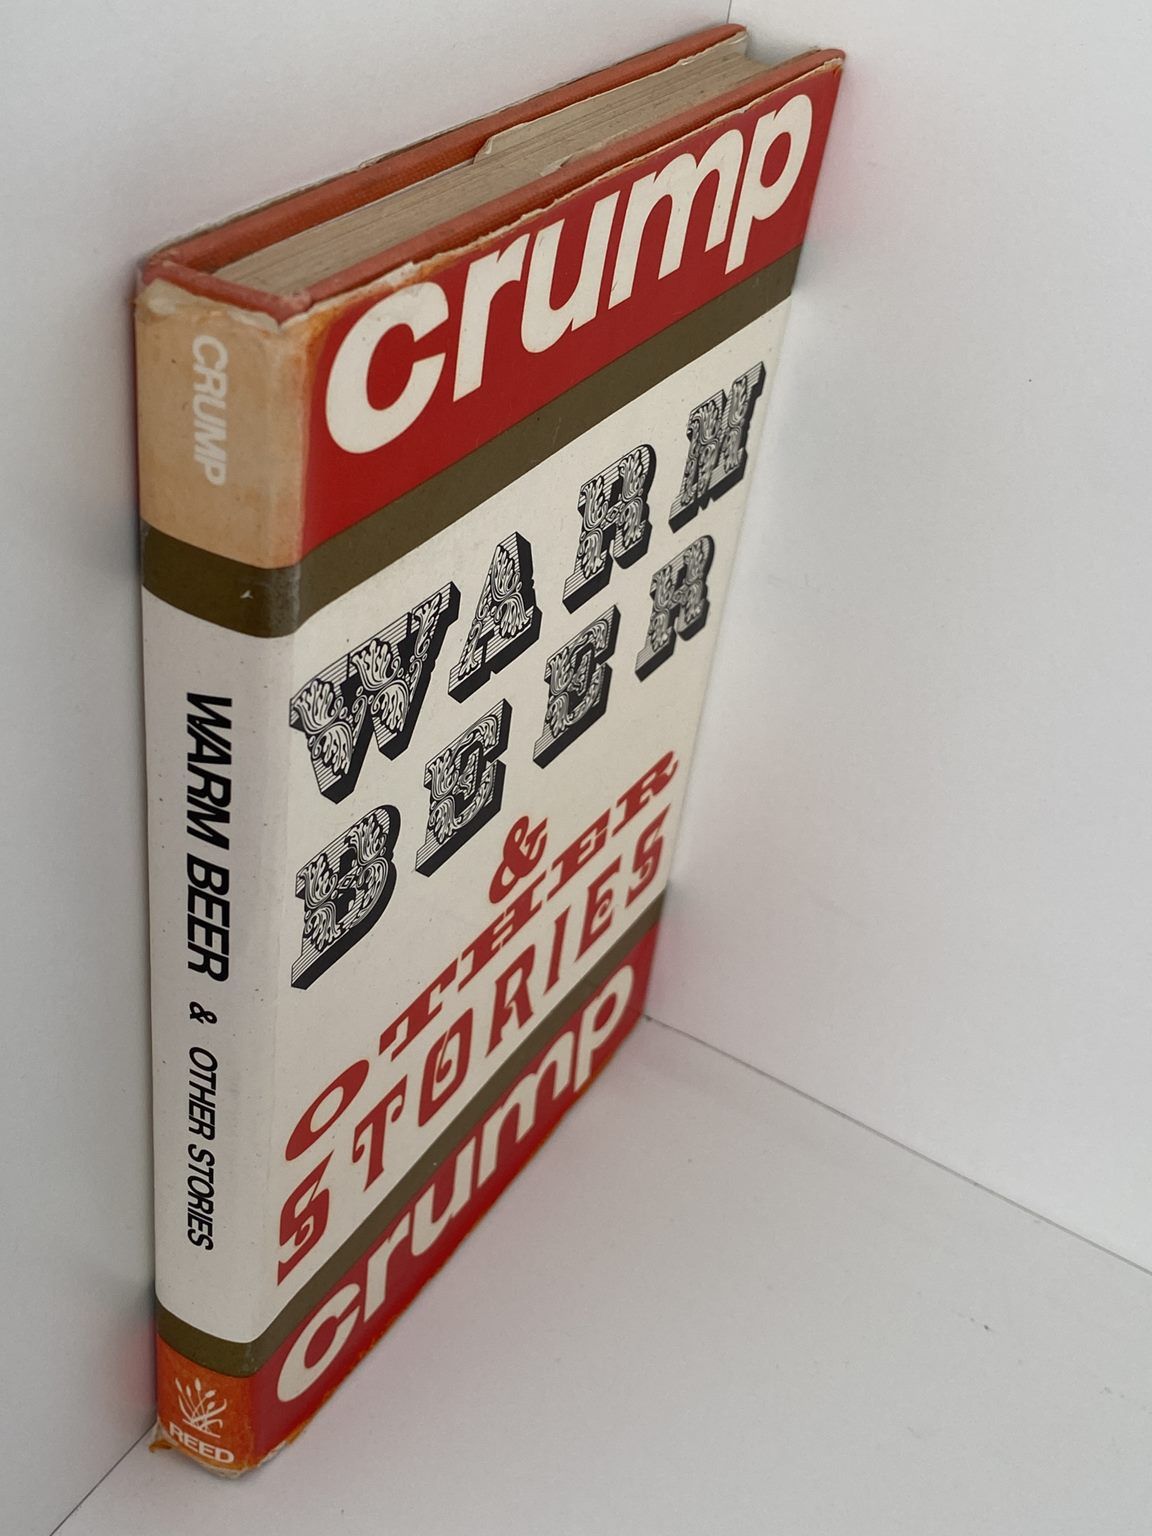 CRUMP
WARM BEER & OTHER STORIES
REED
crump
WARM
BEER
&
OTHER
STORIES
crump